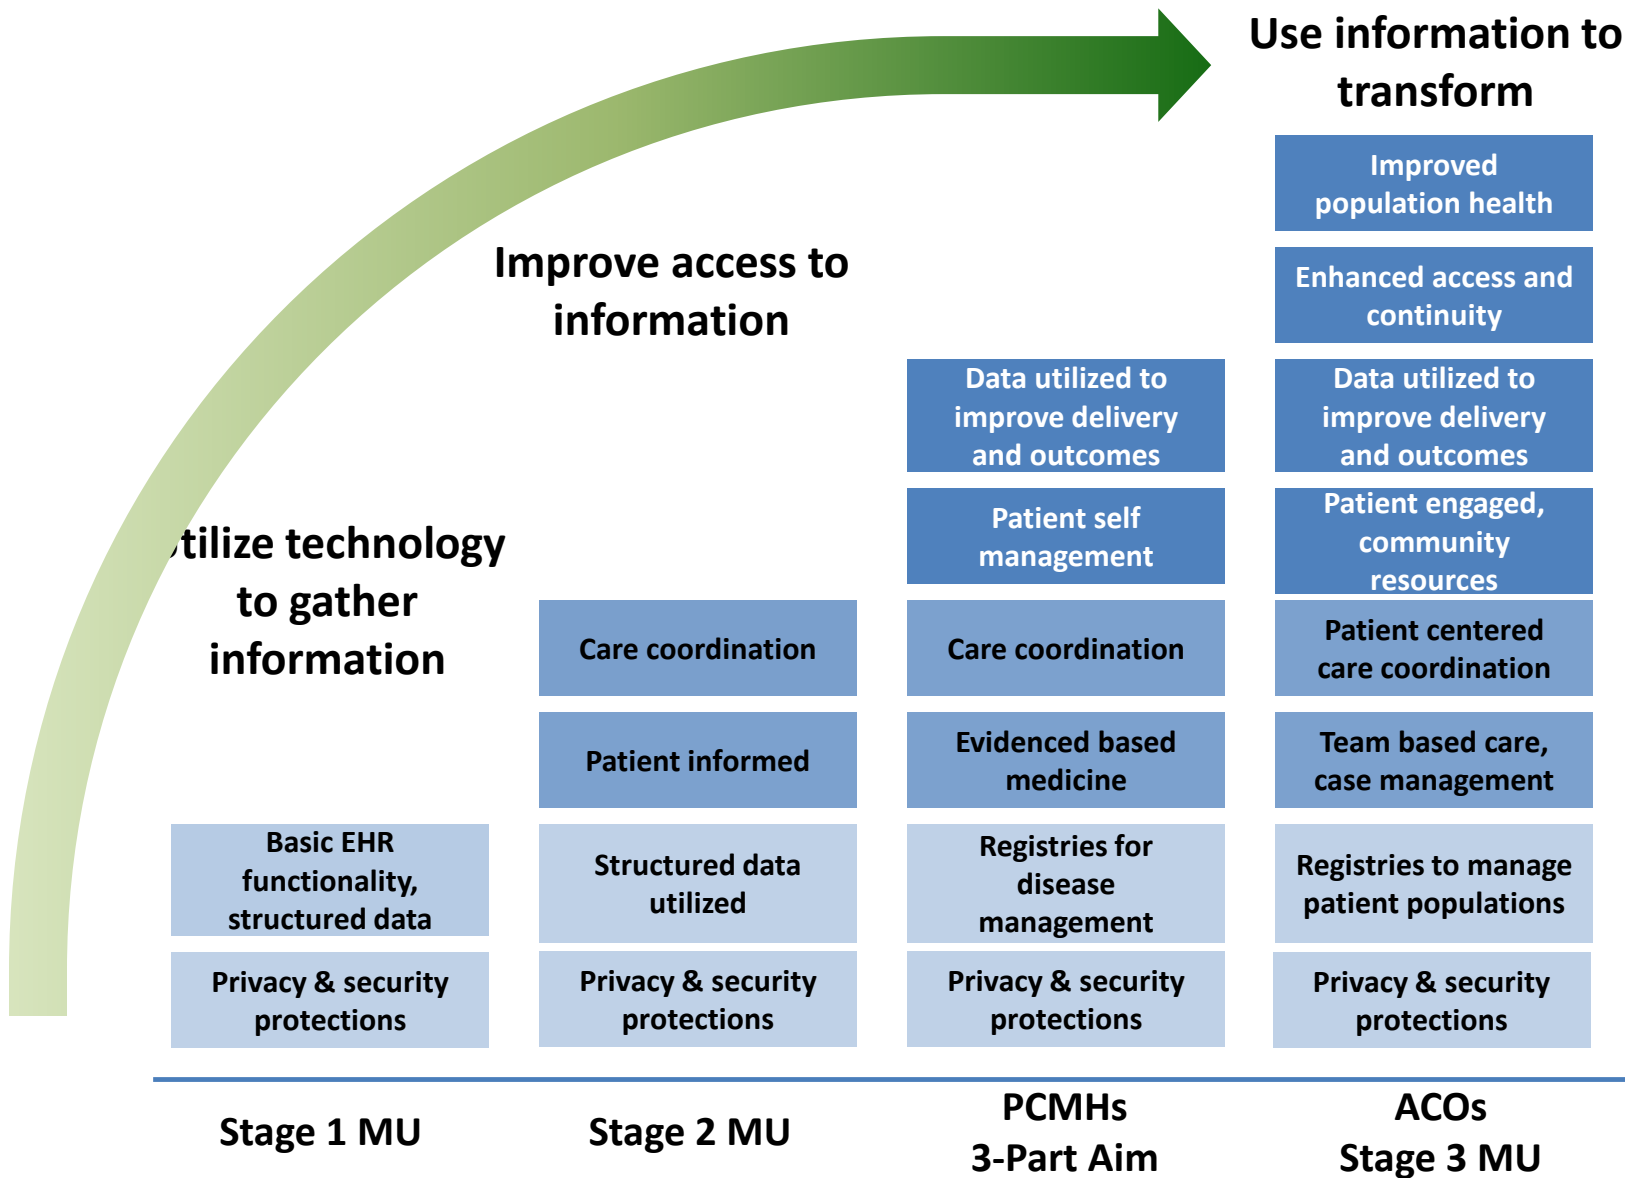 Use information to
transform
Improve access to
information
tilize technology
to gather
information
Basic EHR
functionality,
structured data
Privacy & security
protections
Stage 1 MU
Care coordination
Patient informed
Structured data
utilized
Privacy & security
protections
Stage 2 MU
Data utilized to
improve delivery
and outcomes
Patient self
management
Care coordination
Evidenced based
medicine
Registries for
disease
management
Privacy & security
protections
PCMHs
3-Part Aim
Improved
population health
Enhanced access and
continuity
Data utilized to
improve delivery
and outcomes
Patient engaged,
community
resources
Patient centered
care coordination
Team based care,
case management
Registries to manage
patient populations
Privacy & security
protections
ACOs
Stage 3 MU